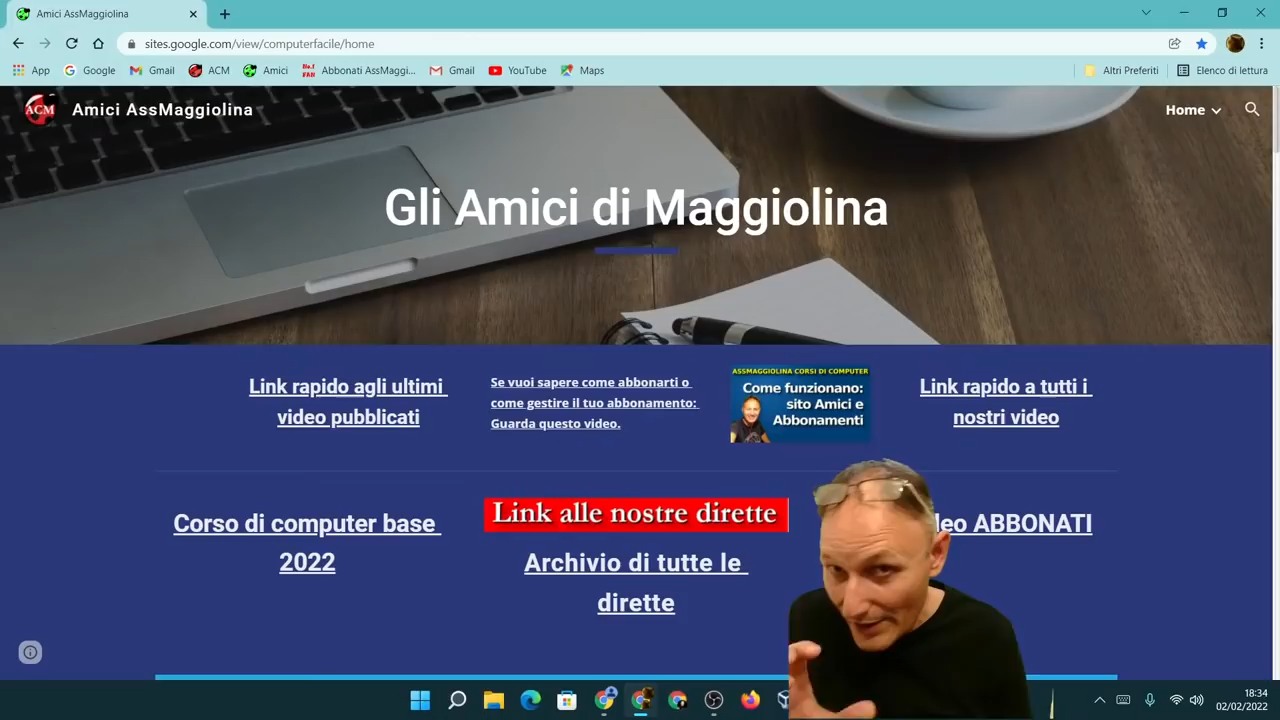 Amici AssMaggiolina
sites.google.com/view/computerfacile/home
App Google Gmail ACM Amici Abbonati AssMaggi... Gmail YouTube Maps Altri Preferiti Elenco di lettura
ACM Amici AssMaggiolina Home
Gli Amici di Maggiolina
Link rapido agli ultimi
video pubblicati
Se vuoi sapere come abbonarti o
come gestire il tuo abbonamento:
Guarda questo video.
ASSMAGGIOLINA CORSI DI COMPUTER
Come funzionano:
sito Amici e
Abbonamenti
Link rapido a tutti i
nostri video
Corso di computer base
2022
Link alle nostre dirette
Archivio di tutte le
dirette
ABBONATI
18:34
02/02/2022